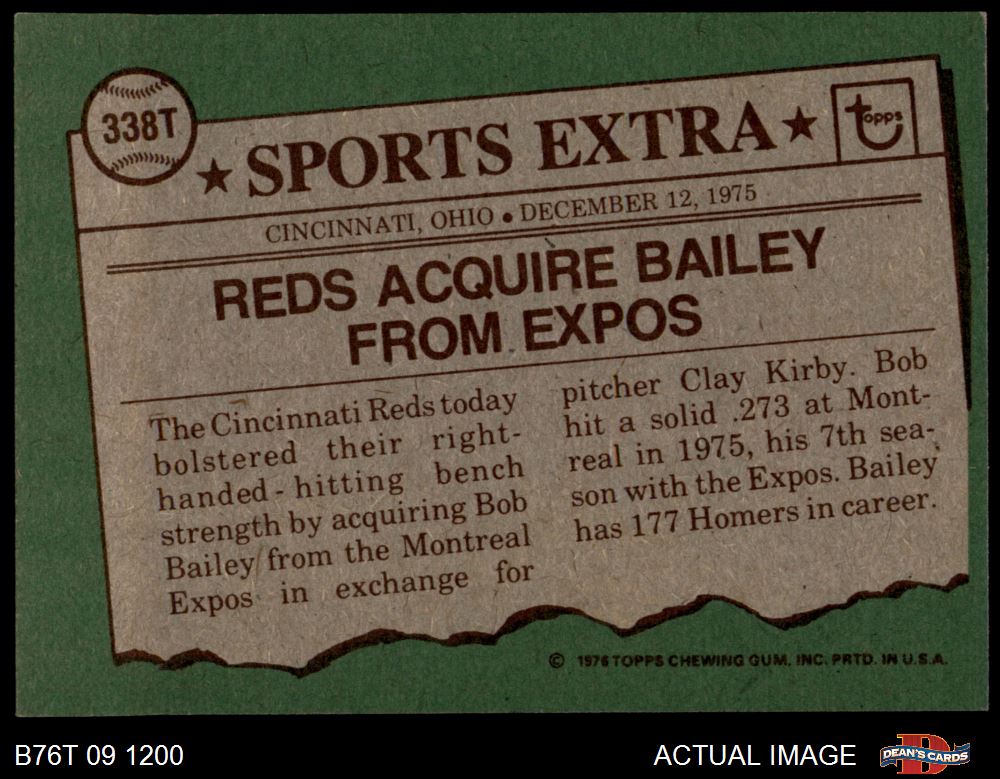 338T
★ SPORTS EXTRA ★
topps
CINCINNATI, OHIO • DECEMBER 12, 1975
REDS ACQUIRE BAILEY
FROM EXPOS
The Cincinnati Reds today
bolstered their right-
handed-hitting bench
strength by acquiring Bob
Bailey from the Montreal
Expos in exchange for
pitcher Clay Kirby. Bob
hit a solid .273 at Mont-
real in 1975, his 7th sea-
son with the Expos. Bailey
has 177 Homers in career.
© 1976 TOPPS CHEWING GUM, INC. PRTD. IN U.S.A.
B76T 09 1200
ACTUAL IMAGE
DEAN'S CARDS